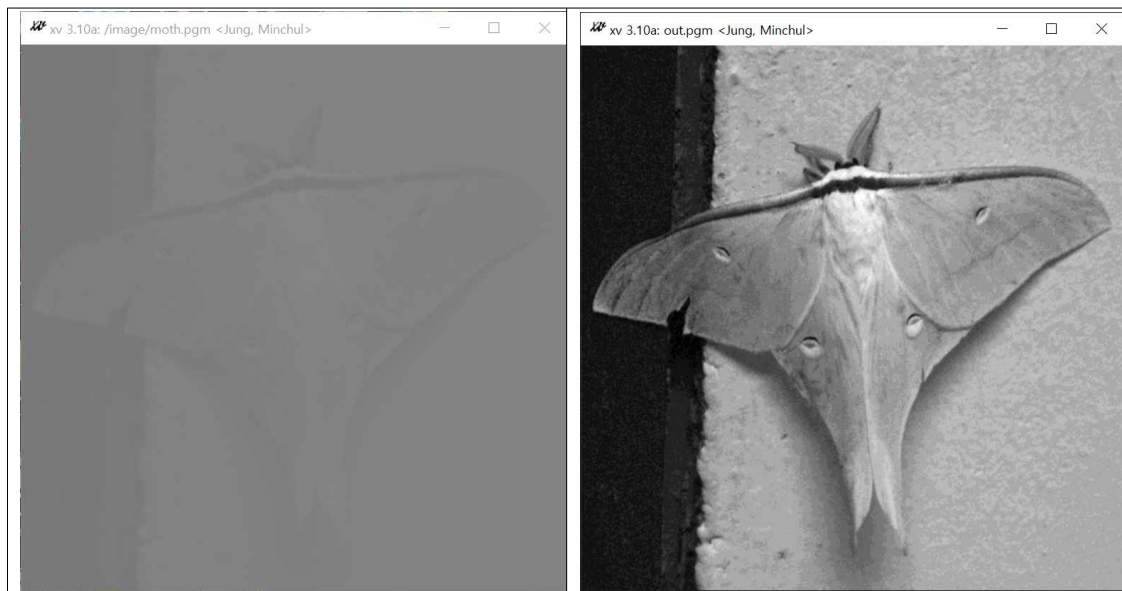 xv 3.10a: /image/moth.pgm <Jung, Minchul>
xv 3.10a: out.pgm <Jung, Minchul>